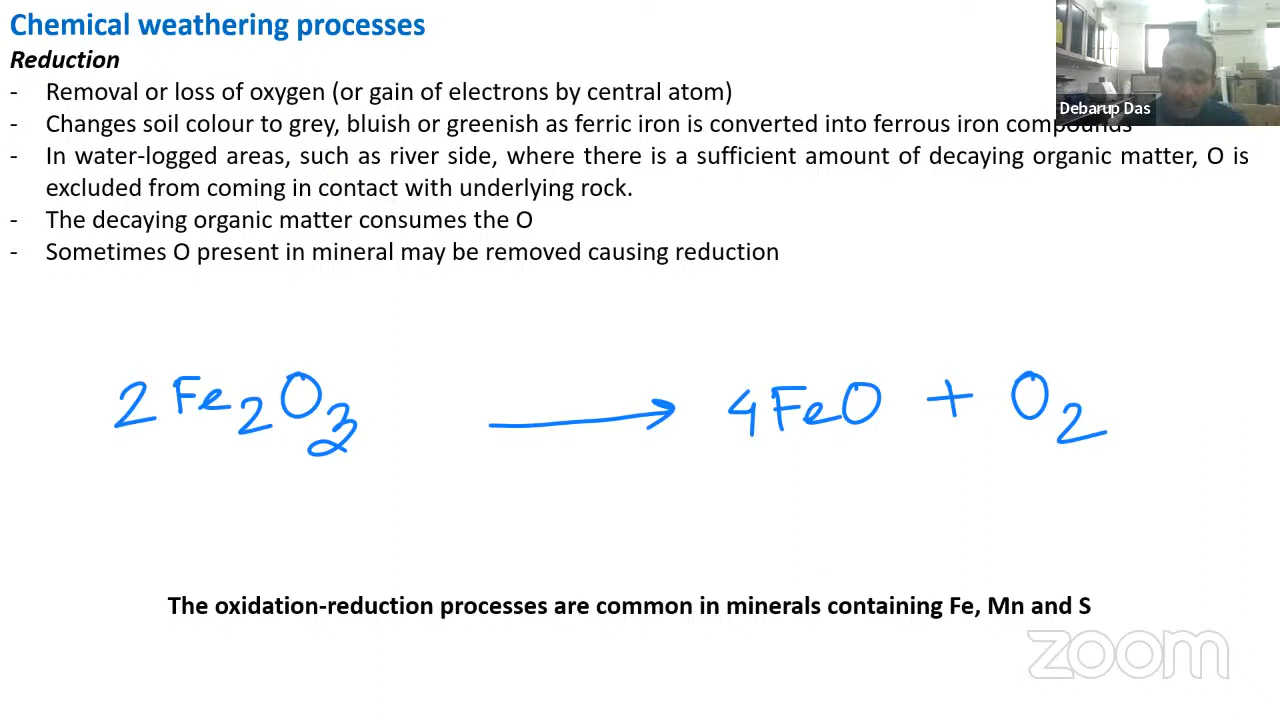 Chemical weathering processes
Reduction
- Removal or loss of oxygen (or gain of electrons by central atom)
- Changes soil colour to grey, bluish or greenish as ferric iron is converted into ferrous iron compounds
- In water-logged areas, such as river side, where there is a sufficient amount of decaying organic matter, O is
excluded from coming in contact with underlying rock.
- The decaying organic matter consumes the O
- Sometimes O present in mineral may be removed causing reduction
Debarup Das
2Fe₂O₃ → 4FeO + O₂
The oxidation-reduction processes are common in minerals containing Fe, Mn and S
zoom